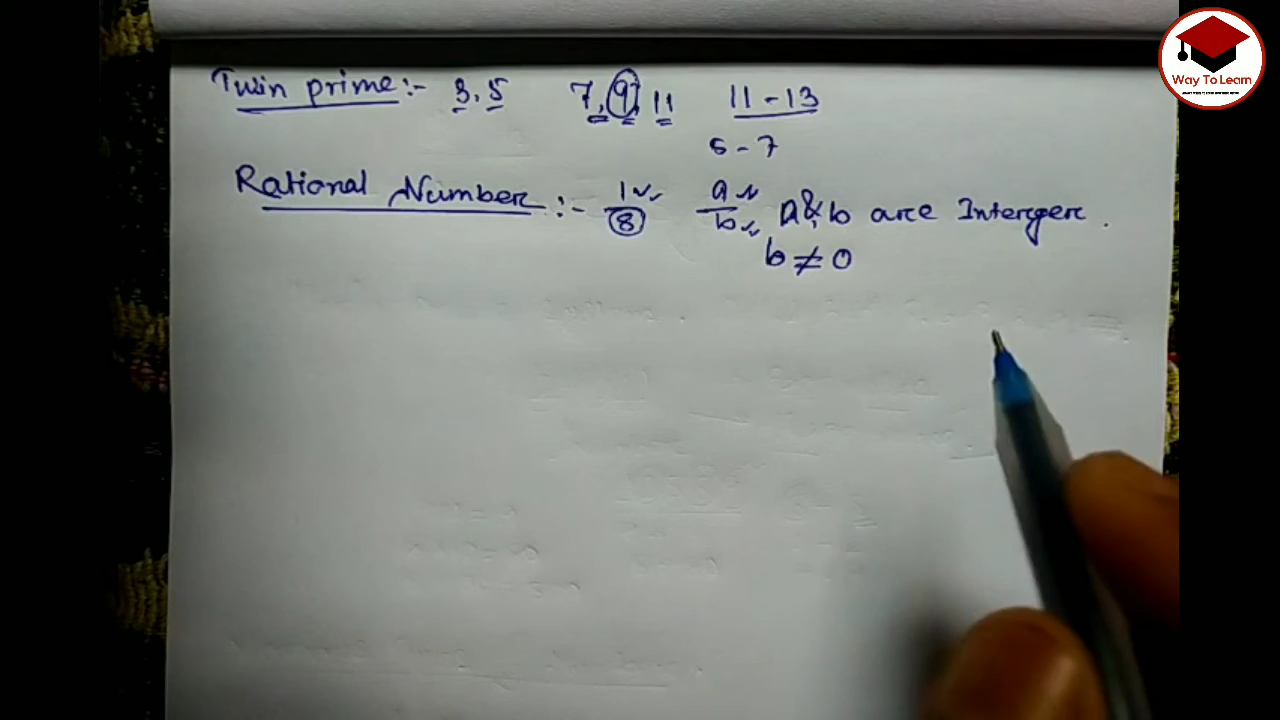 Twin prime :- 3, 5 7, 9, 11 11 - 13
5 - 7
Rational Number :- 1/8 a/b a & b are Interger.
b ≠ 0
Way To Learn